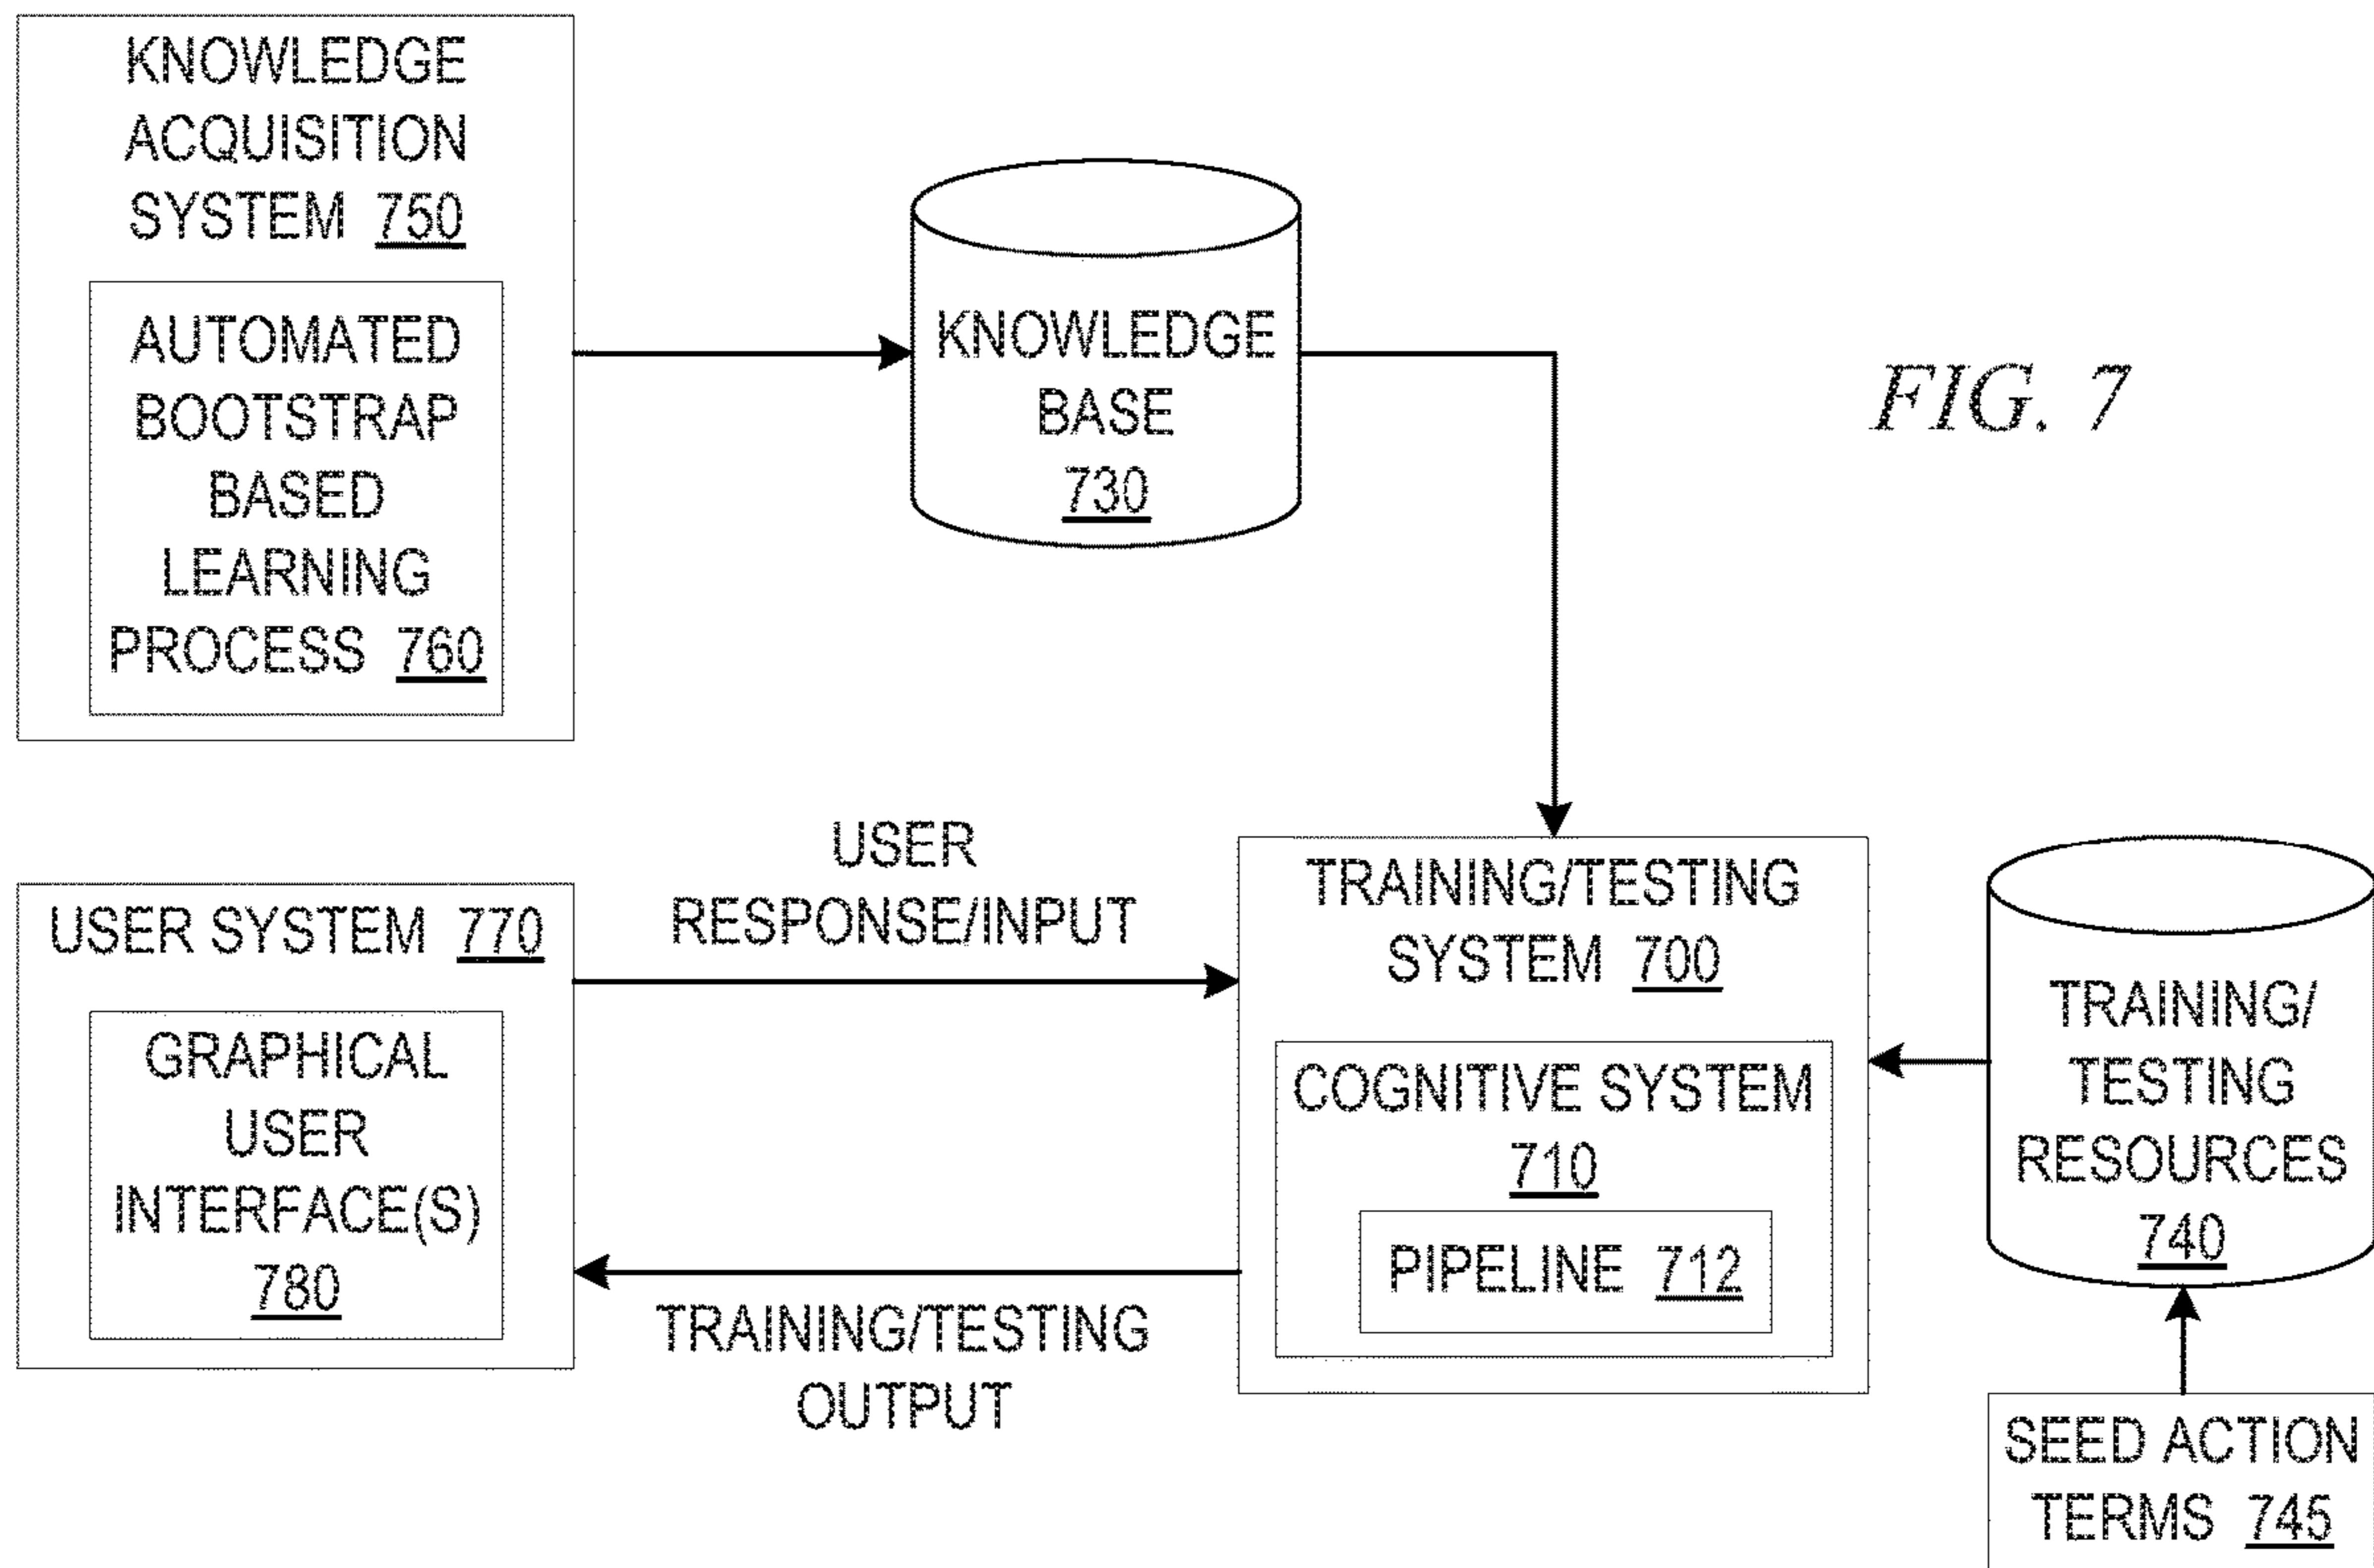 KNOWLEDGE
ACQUISITION
SYSTEM 750
AUTOMATED
BOOTSTRAP
BASED
LEARNING
PROCESS 760
KNOWLEDGE
BASE
730
FIG. 7
USER
RESPONSE/INPUT
USER SYSTEM 770
GRAPHICAL
USER
INTERFACE(S)
780
TRAINING/TESTING
OUTPUT
TRAINING/TESTING
SYSTEM 700
COGNITIVE SYSTEM
710
PIPELINE 712
TRAINING/
TESTING
RESOURCES
740
SEED ACTION
TERMS 745